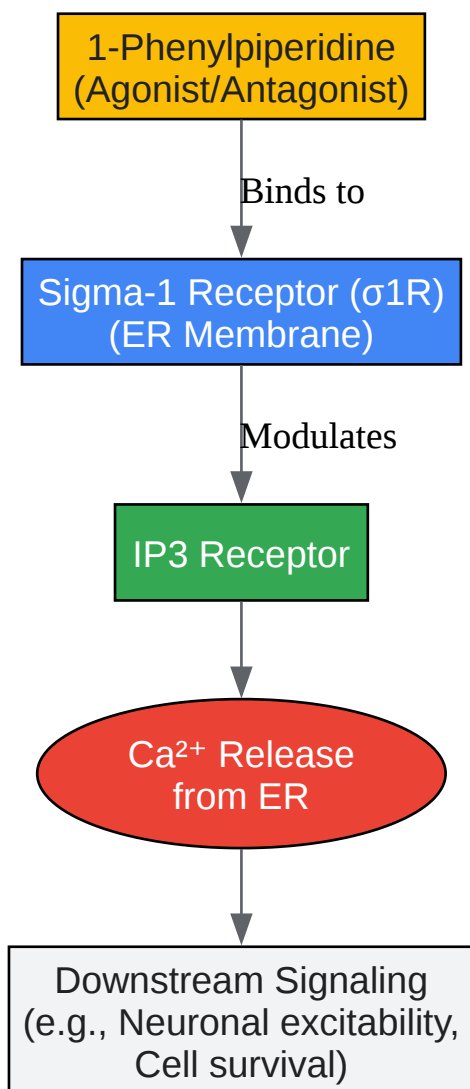 1-Phenylpiperidine
(Agonist/Antagonist)
Binds to
Sigma-1 Receptor (σ1R)
(ER Membrane)
Modulates
IP3 Receptor
Ca²⁺ Release
from ER
Downstream Signaling
(e.g., Neuronal excitability,
Cell survival)